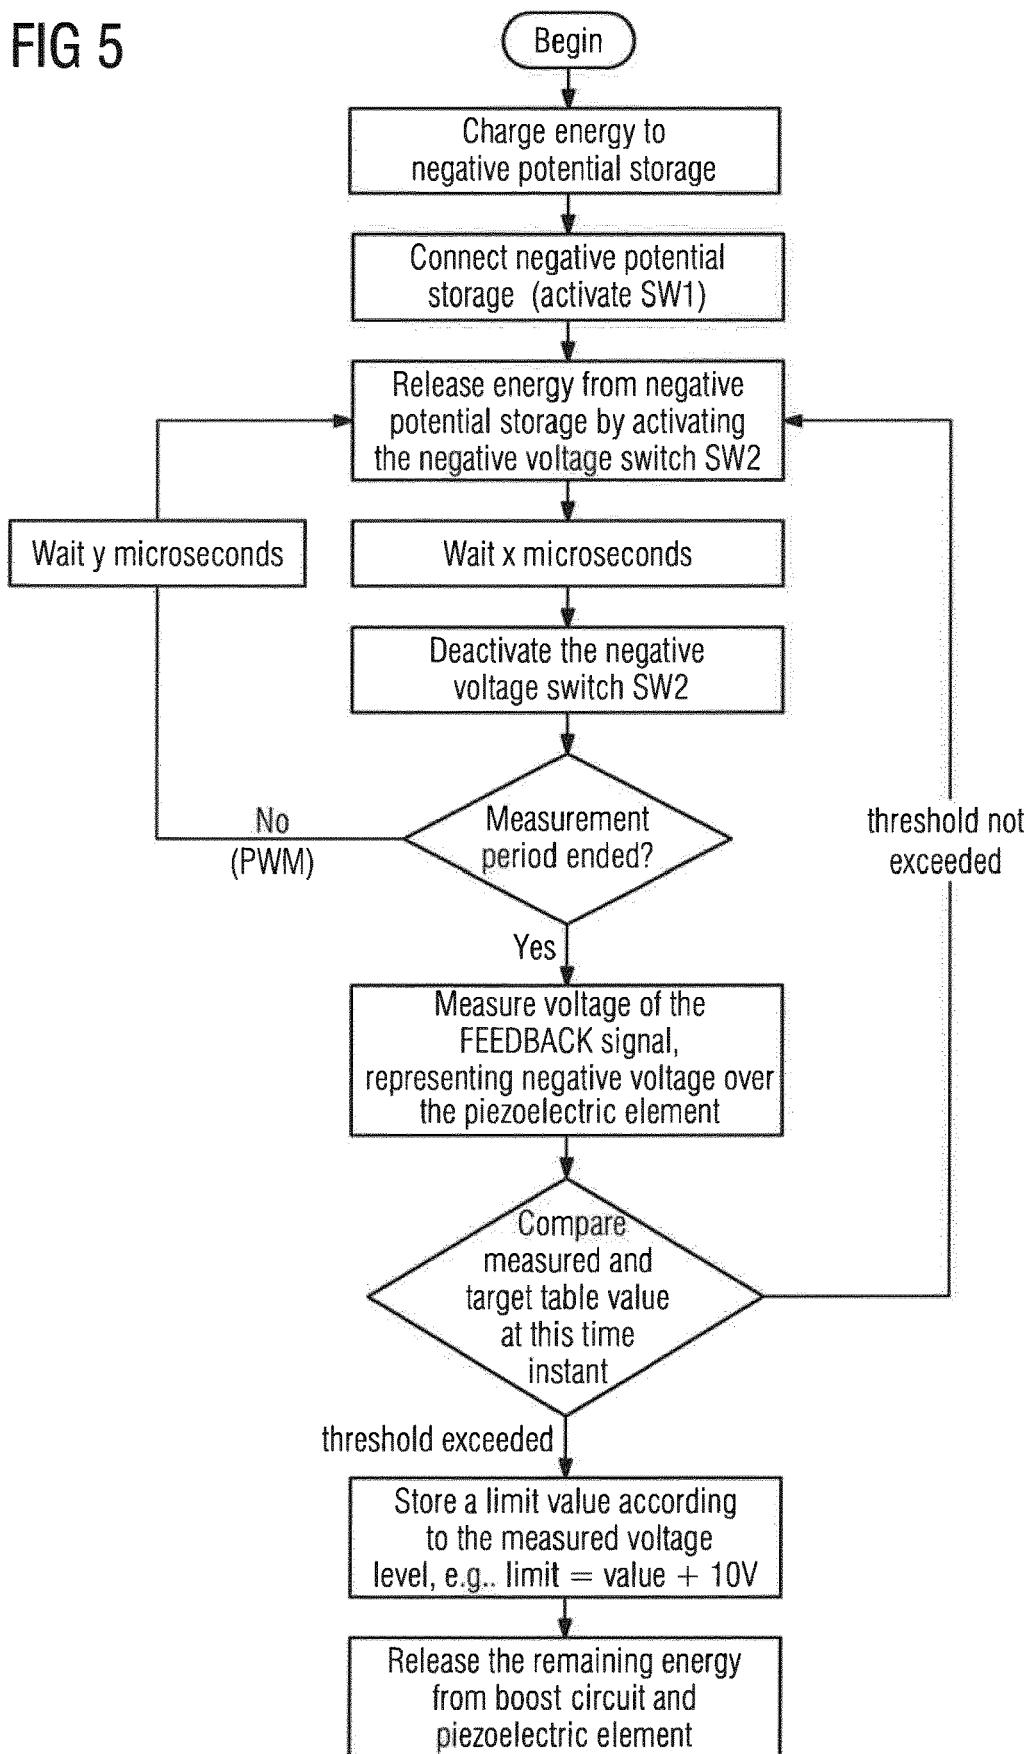 FIG 5
Begin
Charge energy to
negative potential storage
Connect negative potential
storage (activate SW1)
Release energy from negative
potential storage by activating
the negative voltage switch SW2
Wait y microseconds
Wait x microseconds
Deactivate the negative
voltage switch SW2
No
(PWM)
Measurement
period ended?
threshold not
exceeded
Yes
Measure voltage of the
FEEDBACK signal,
representing negative voltage over
the piezoelectric element
Compare
measured and
target table value
at this time
instant
threshold exceeded
Store a limit value according
to the measured voltage
level, e.g.. limit = value + 10V
Release the remaining energy
from boost circuit and
piezoelectric element